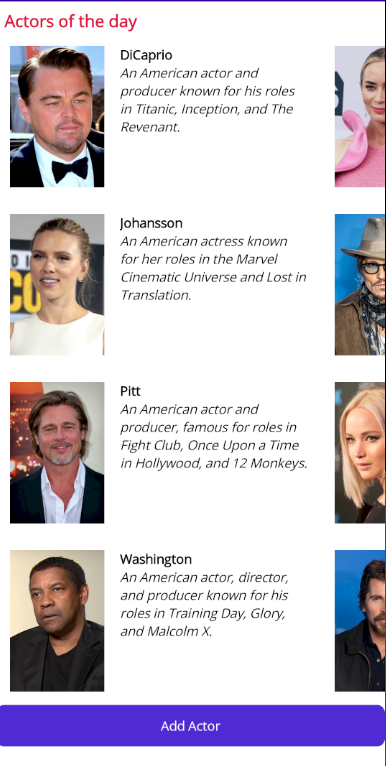 Actors of the day
DiCaprio
An American actor and
producer known for his roles
in Titanic, Inception, and The
Revenant.
Johansson
An American actress known
for her roles in the Marvel
Cinematic Universe and Lost in
Translation.
Pitt
An American actor and
producer, famous for roles in
Fight Club, Once Upon a Time
in Hollywood, and 12 Monkeys.
Washington
An American actor, director,
and producer known for his
roles in Training Day, Glory,
and Malcolm X.
Add Actor